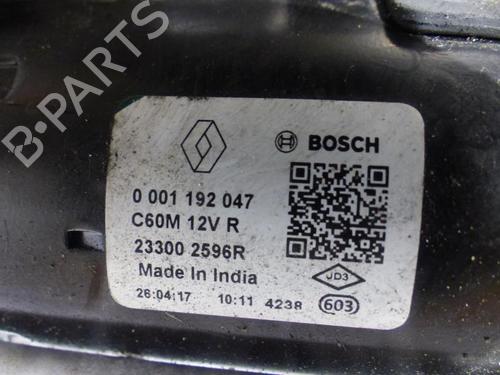 BOSCH
0 001 192 047
C60M 12V R
23300 2596R
Made In India
JD3
26:04:17 10:11 4238 603
B-PARTS